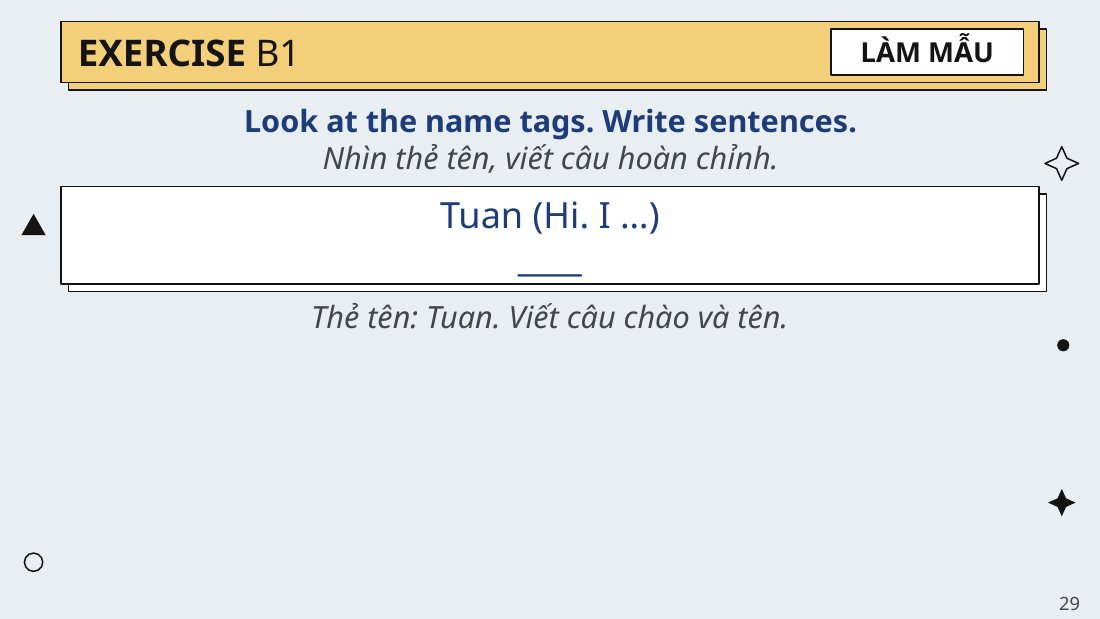 EXERCISE B1
LÀM MẪU
Look at the name tags. Write sentences.
Nhìn thẻ tên, viết câu hoàn chỉnh.
Tuan (Hi. I ...)
____
Thẻ tên: Tuan. Viết câu chào và tên.
29